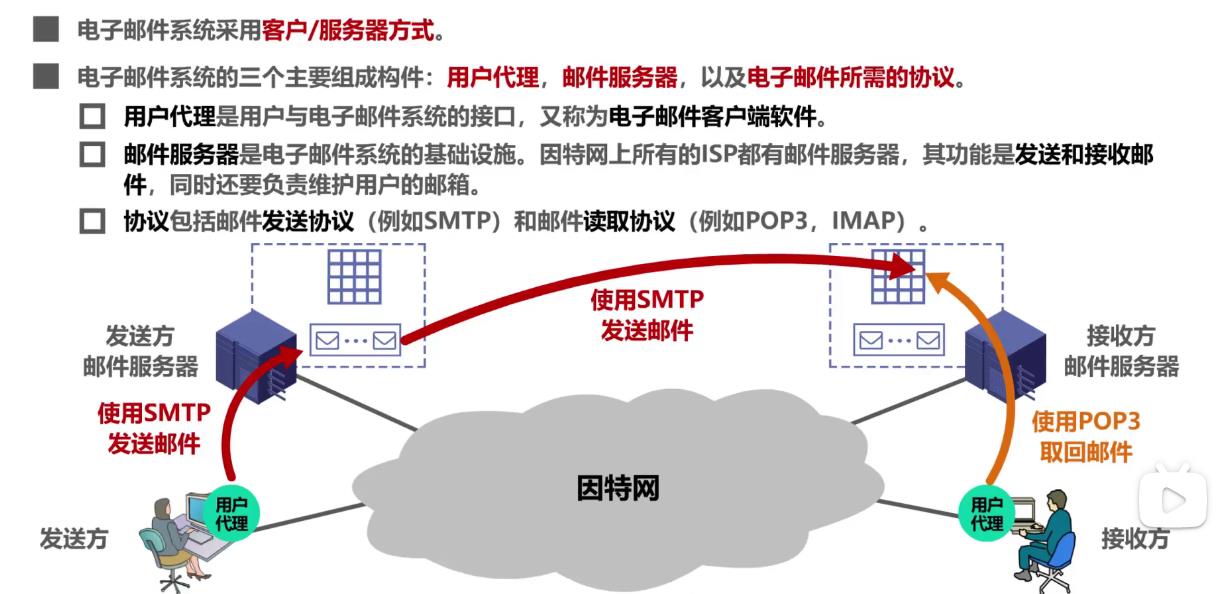 电子邮件系统采用客户/服务器方式。
电子邮件系统的三个主要组成构件：用户代理，邮件服务器，以及电子邮件所需的协议。
用户代理是用户与电子邮件系统的接口，又称为电子邮件客户端软件。
邮件服务器是电子邮件系统的基础设施。因特网上所有的ISP都有邮件服务器，其功能是发送和接收邮
件，同时还要负责维护用户的邮箱。
协议包括邮件发送协议（例如SMTP）和邮件读取协议（例如POP3，IMAP）。
使用SMTP
发送邮件
发送方
邮件服务器
接收方
邮件服务器
使用SMTP
发送邮件
使用POP3
取回邮件
因特网
用户
代理
用户
代理
发送方
接收方